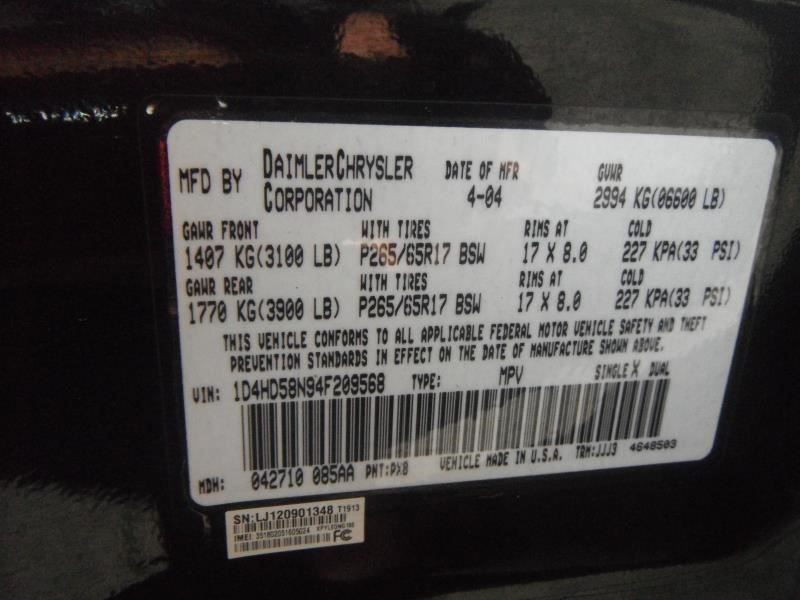 MFD BY DAIMLERCHRYSLER CORPORATION DATE OF MFR 4-04 GVWR 2994 KG(06600 LB)
GAWR FRONT WITH TIRES RIMS AT COLD
1407 KG(3100 LB) P265/65R17 BSW 17 X 8.0 227 KPA(33 PSI)
GAWR REAR WITH TIRES RIMS AT COLD
1770 KG(3900 LB) P265/65R17 BSW 17 X 8.0 227 KPA(33 PSI)
THIS VEHICLE CONFORMS TO ALL APPLICABLE FEDERAL MOTOR VEHICLE SAFETY AND THEFT
PREVENTION STANDARDS IN EFFECT ON THE DATE OF MANUFACTURE SHOWN ABOVE.
VIN: 1D4HD58N94F209568 TYPE: MPV SINGLE X DUAL
MDH: 042710 085AA PNT:PX8 VEHICLE MADE IN U.S.A. TRM:JJJ3 4648503
SN:LJ120901348 T1913
IMEI: 351802051605024 XPYLEONG100 FC